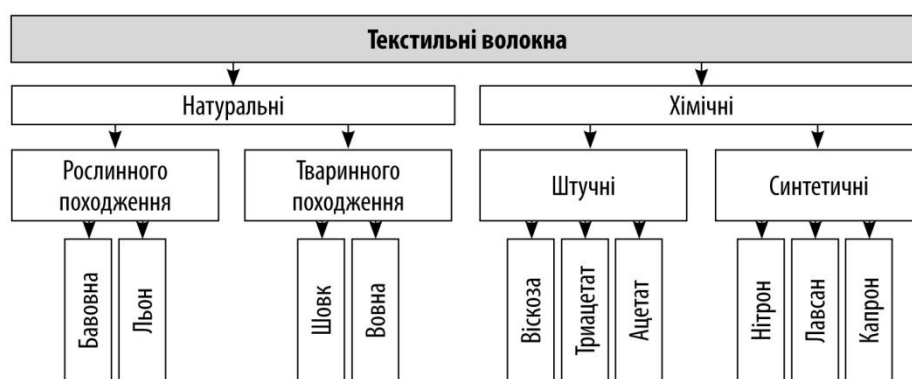 Текстильні волокна
Натуральні
Хімічні
Рослинного
походження
Тваринного
походження
Штучні
Синтетичні
Бавовна
Льон
Шовк
Вовна
Віскоза
Триацетат
Ацетат
Нітрон
Лавсан
Капрон